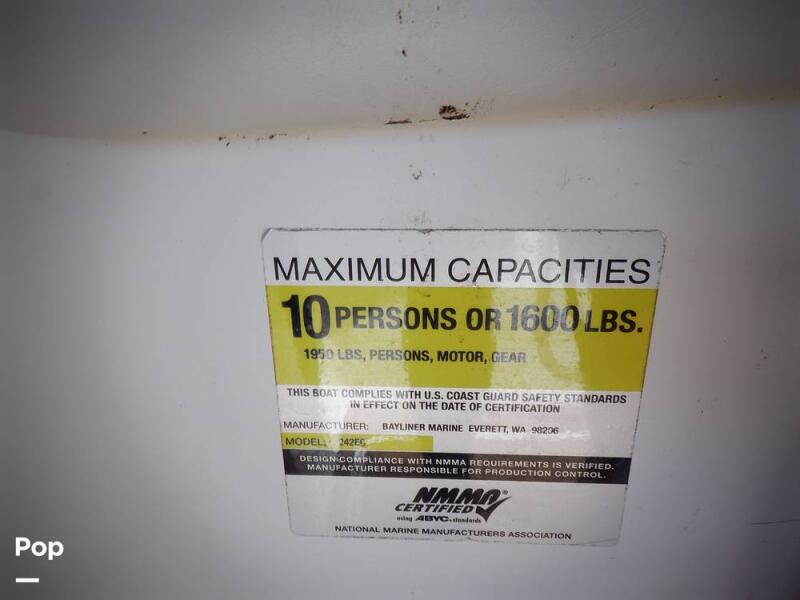 MAXIMUM CAPACITIES
10 PERSONS OR 1600 LBS.
1950 LBS, PERSONS, MOTOR, GEAR
THIS BOAT COMPLIES WITH U.S. COAST GUARD SAFETY STANDARDS
IN EFFECT ON THE DATE OF CERTIFICATION
MANUFACTURER: BAYLINER MARINE EVERETT, WA 98206
MODEL:
DESIGN COMPLIANCE WITH NMMA REQUIREMENTS IS VERIFIED.
MANUFACTURER RESPONSIBLE FOR PRODUCTION CONTROL.
NMMA®
CERTIFIED
using ABYC standards
NATIONAL MARINE MANUFACTURERS ASSOCIATION
Pop